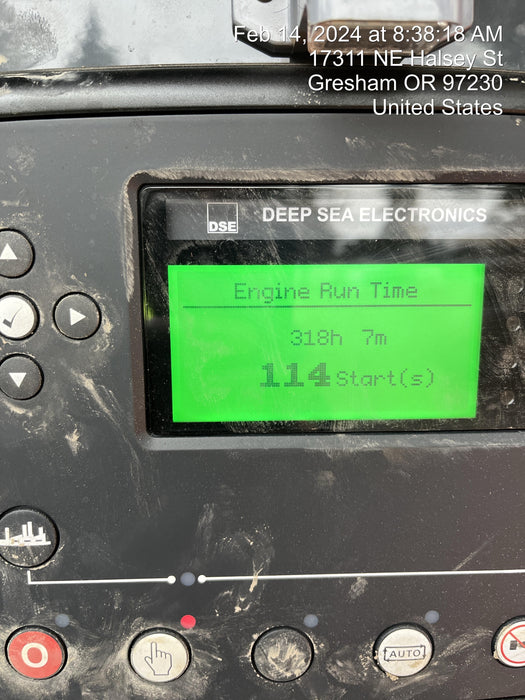 Feb 14, 2024 at 8:38:18 AM
17311 NE Halsey St
Gresham OR 97230
United States
DSE DEEP SEA ELECTRONICS
Engine Run Time
318h 7m
114 Start(s)
AUTO